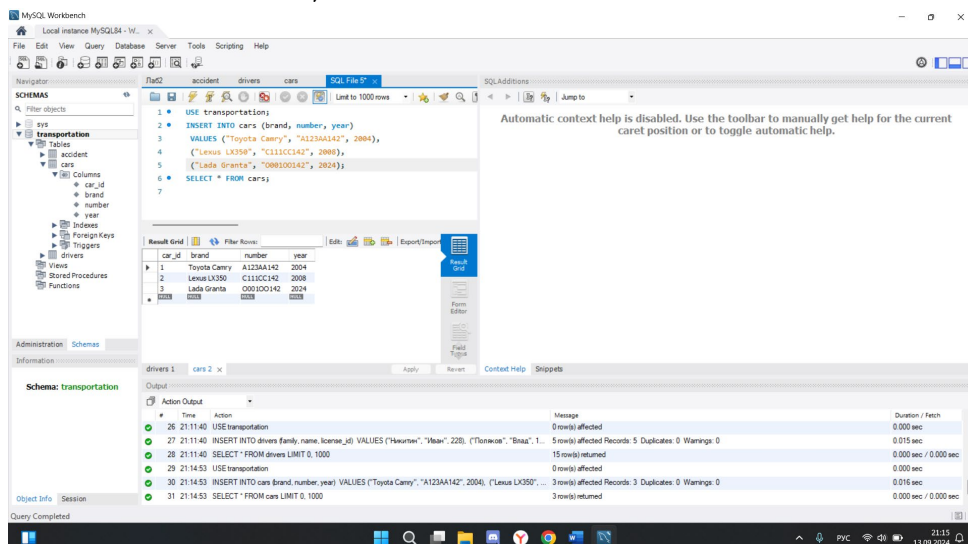 MySQL Workbench
Local instance MySQL84 - W...
File Edit View Query Database Server Tools Scripting Help
Navigator
SCHEMAS
Filter objects
sys
transportation
Tables
accident
cars
Columns
car_id
brand
number
year
Indexes
Foreign Keys
Triggers
drivers
Views
Stored Procedures
Functions
Administration Schemas
Information
Schema: transportation
Object Info Session
Query Completed
Лаб2 accident drivers cars SQL File 5*
Limit to 1000 rows
1 USE transportation;
2 INSERT INTO cars (brand, number, year)
3 VALUES ("Toyota Camry", "A123AA142", 2004),
4 ("Lexus LX350", "C111CC142", 2008),
5 ("Lada Granta", "O001OO142", 2024);
6 SELECT * FROM cars;
7
Result Grid Filter Rows: Edit: Export/Import
car_id brand number year
1 Toyota Camry A123AA142 2004
2 Lexus LX350 C111CC142 2008
3 Lada Granta O001OO142 2024
NULL NULL NULL NULL
Result Grid
Form Editor
Field Types
drivers 1 cars 2 Apply Revert
SQLAdditions
Jump to
Automatic context help is disabled. Use the toolbar to manually get help for the current
caret position or to toggle automatic help.
Context Help Snippets
Output
Action Output
# Time Action Message Duration / Fetch
26 21:11:40 USE transportation 0 row(s) affected 0.000 sec
27 21:11:40 INSERT INTO drivers (family, name, license_id) VALUES ("Никитин", "Иван", 228), ("Поляков", "Влад", 1... 5 row(s) affected Records: 5 Duplicates: 0 Warnings: 0 0.015 sec
28 21:11:40 SELECT * FROM drivers LIMIT 0, 1000 15 row(s) returned 0.000 sec / 0.000 sec
29 21:14:53 USE transportation 0 row(s) affected 0.000 sec
30 21:14:53 INSERT INTO cars (brand, number, year) VALUES ("Toyota Camry", "A123AA142", 2004), ("Lexus LX350", ... 3 row(s) affected Records: 3 Duplicates: 0 Warnings: 0 0.016 sec
31 21:14:53 SELECT * FROM cars LIMIT 0, 1000 3 row(s) returned 0.000 sec / 0.000 sec
РУС
21:15
13.09.2024